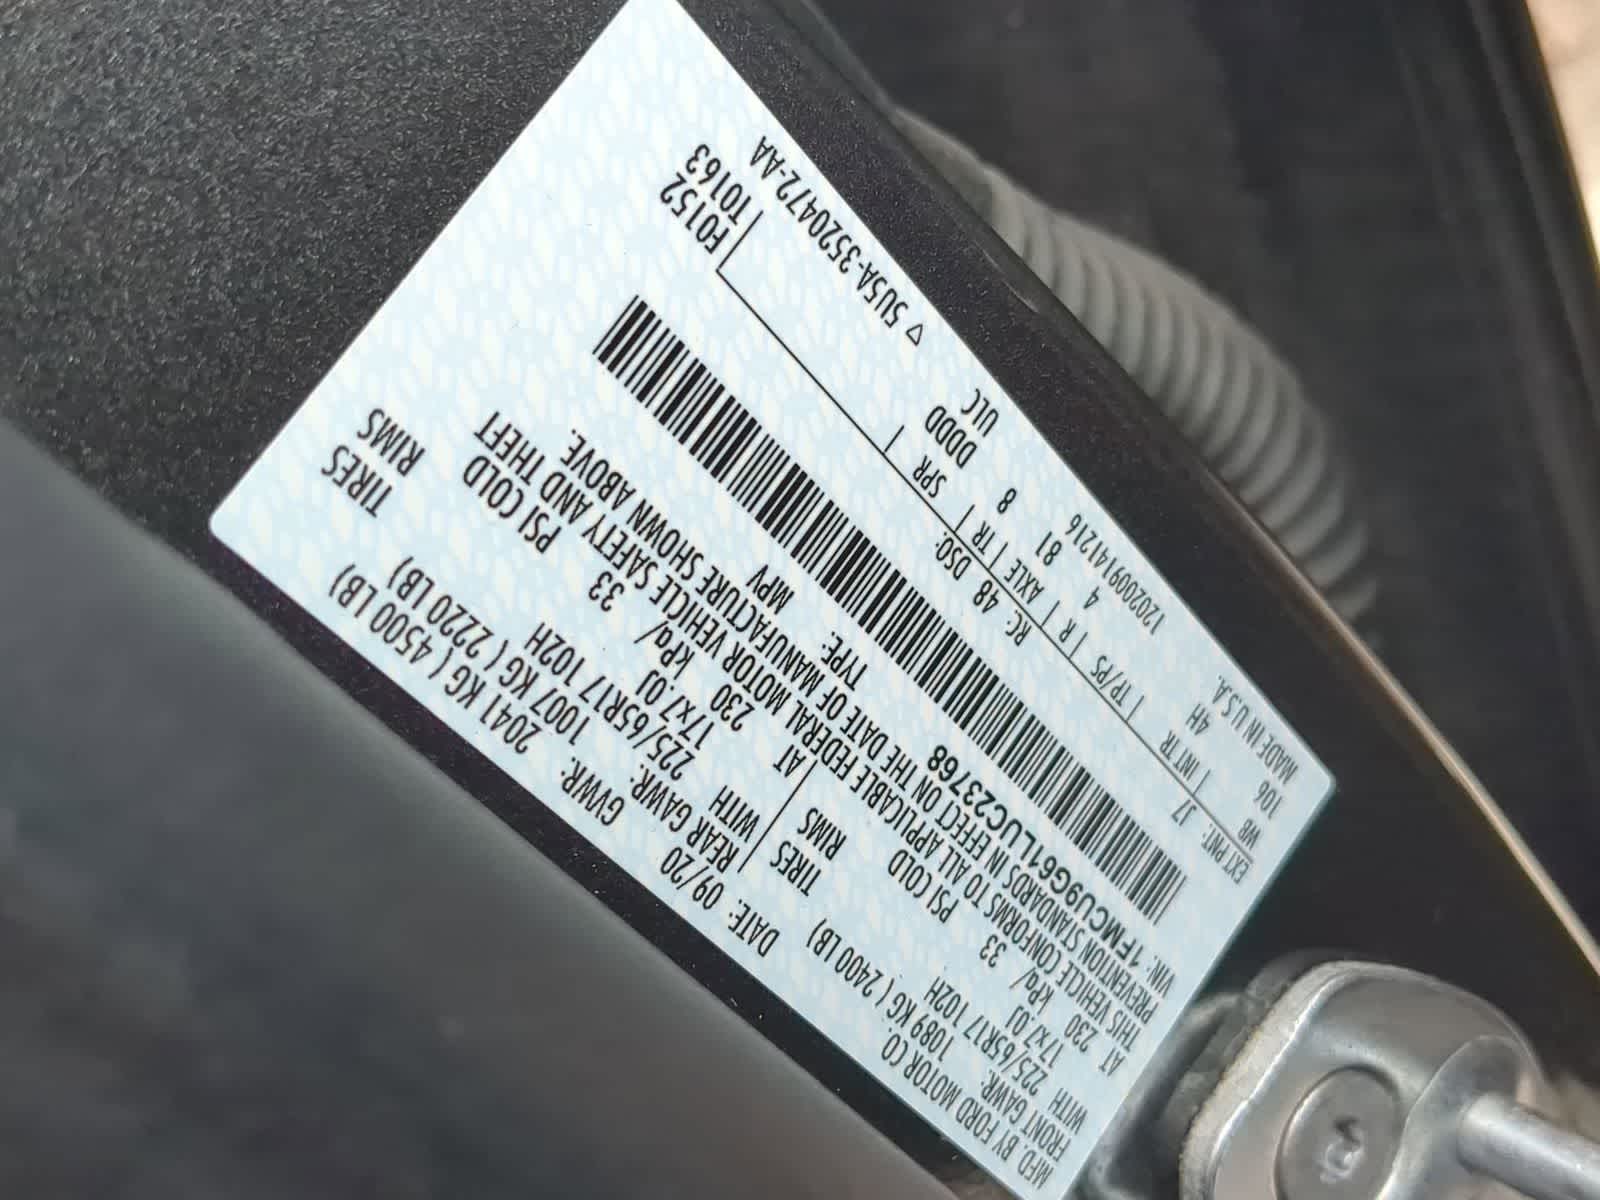 MFD. BY FORD MOTOR CO. DATE: 09/20 GVWR: 2041 KG ( 4500 LB)
FRONT GAWR: 1089 KG ( 2400 LB) REAR GAWR: 1007 KG ( 2220 LB)
WITH 225/65R17 102H TIRES WITH 225/65R17 102H TIRES
17x7.0J RIMS 17x7.0J RIMS
AT 230 kPa/ 33 PSI COLD AT 230 kPa/ 33 PSI COLD
THIS VEHICLE CONFORMS TO ALL APPLICABLE FEDERAL MOTOR VEHICLE SAFETY AND THEFT
PREVENTION STANDARDS IN EFFECT ON THE DATE OF MANUFACTURE SHOWN ABOVE.
VIN: 1FMCU9G61LUC23768 TYPE: MPV
F0152
T0163
EXT PNT: J7 RC: 48 DSO:
WB INT TR TP/PS R AXLE TR SPR
106 4H 4 81 8 DDDD
MADE IN U.S.A. 1202009141216 ULC
▽ 5U5A-3520472-AA